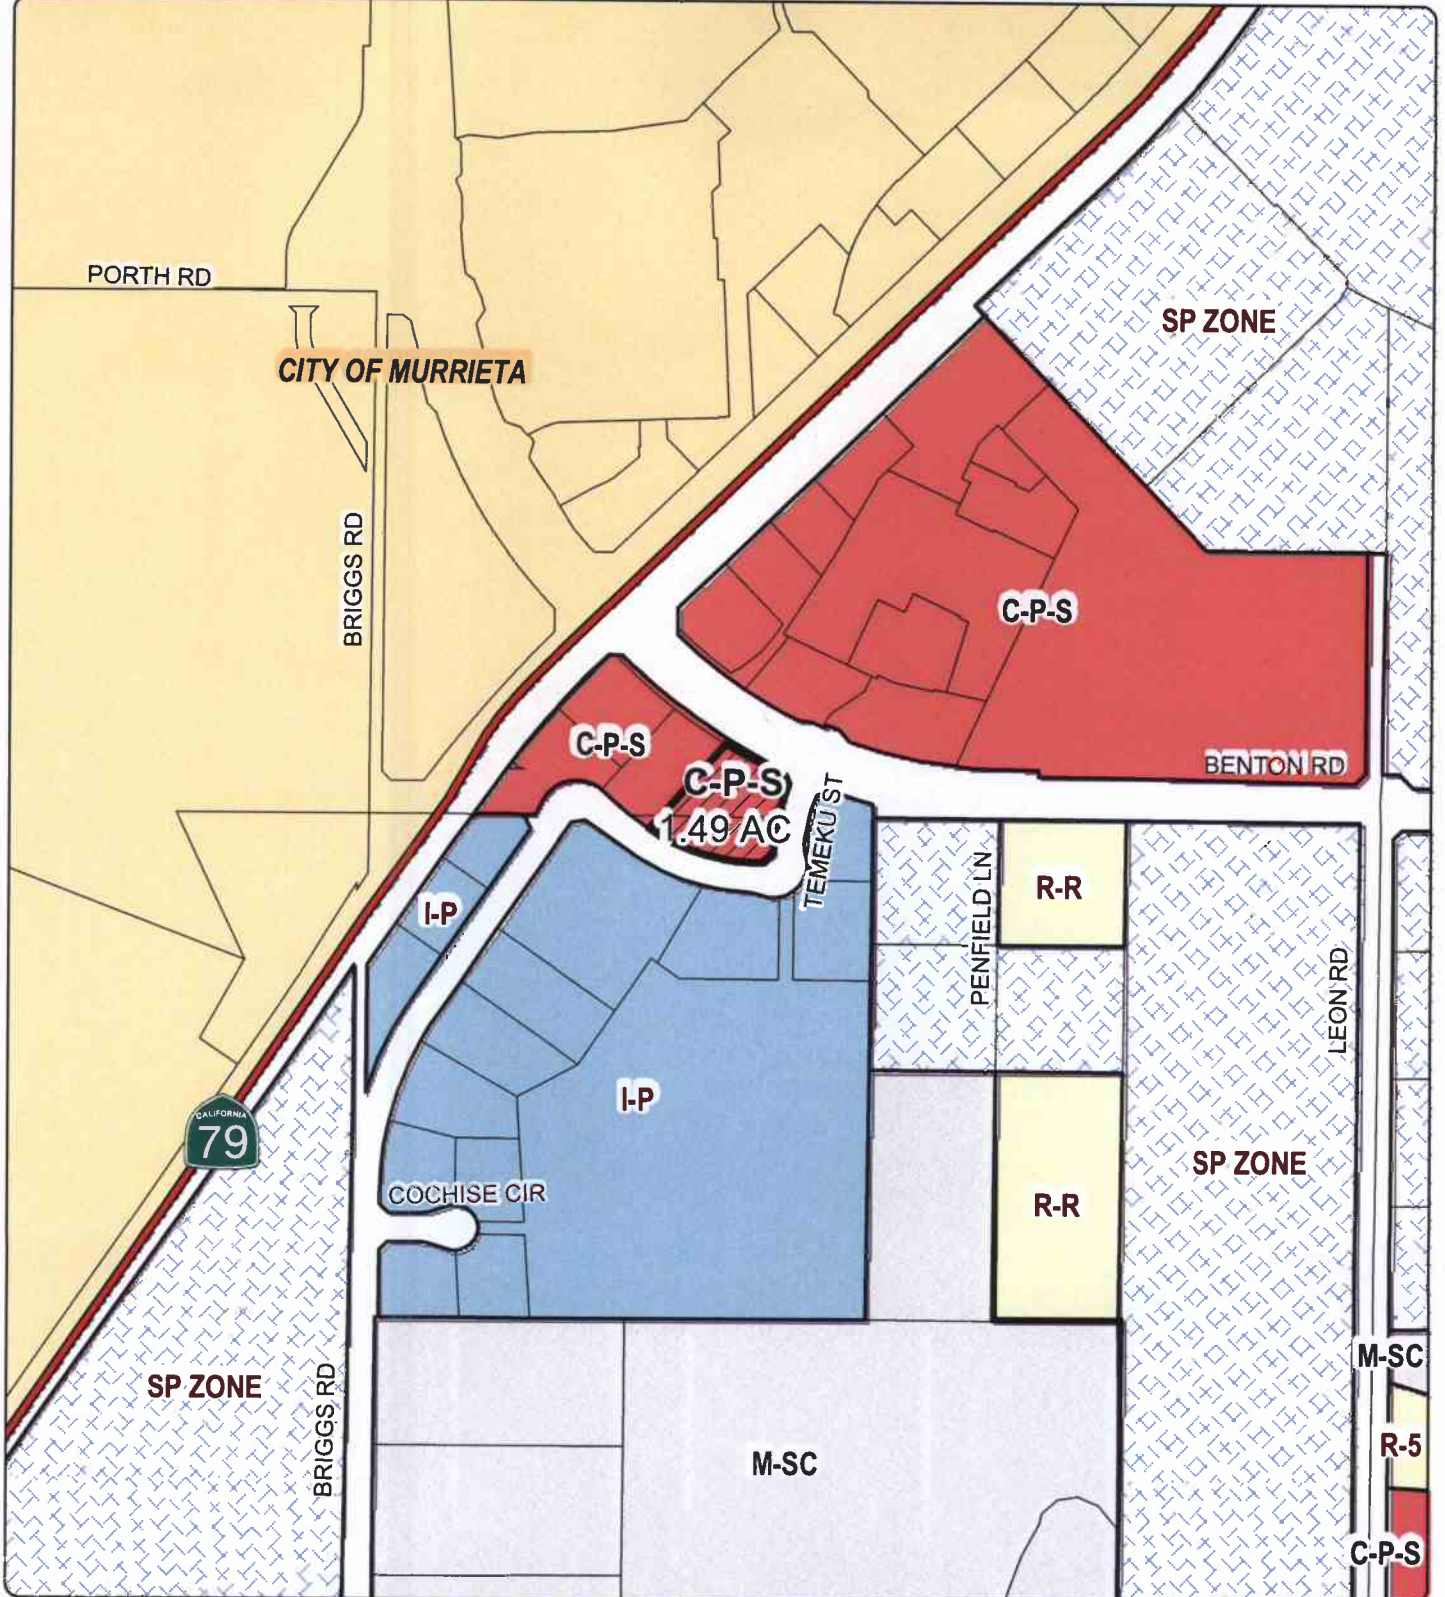 PORTH RD
SP ZONE
CITY OF MURRIETA
BRIGGS RD
C-P-S
C-P-S
BENTON RD
C-P-S
1.49 AC
TEMEKU ST
PENFIELD LN
R-R
I-P
LEON RD
I-P
CALIFORNIA
79
SP ZONE
COCHISE CIR
R-R
M-SC
SP ZONE
BRIGGS RD
R-5
M-SC
C-P-S